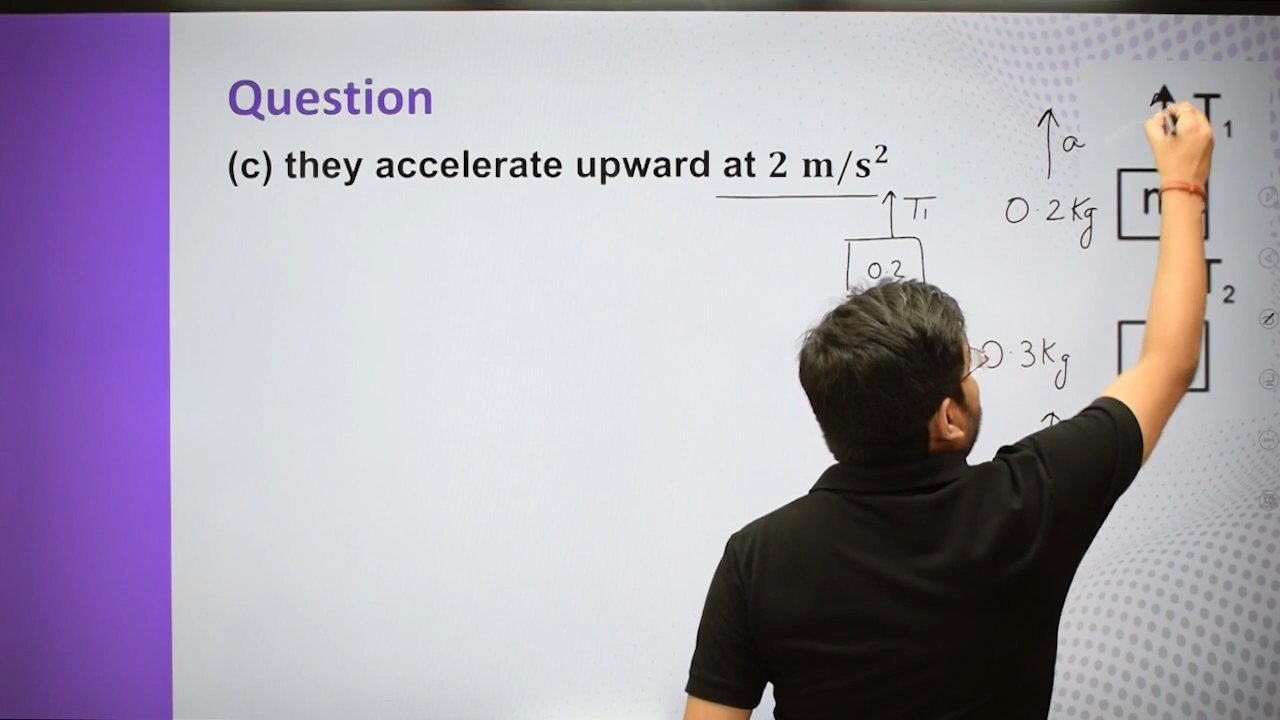 Question
(c) they accelerate upward at 2 m/s²
T₁
a
T₁
0.2 kg
0.2
T₂
0.3 kg